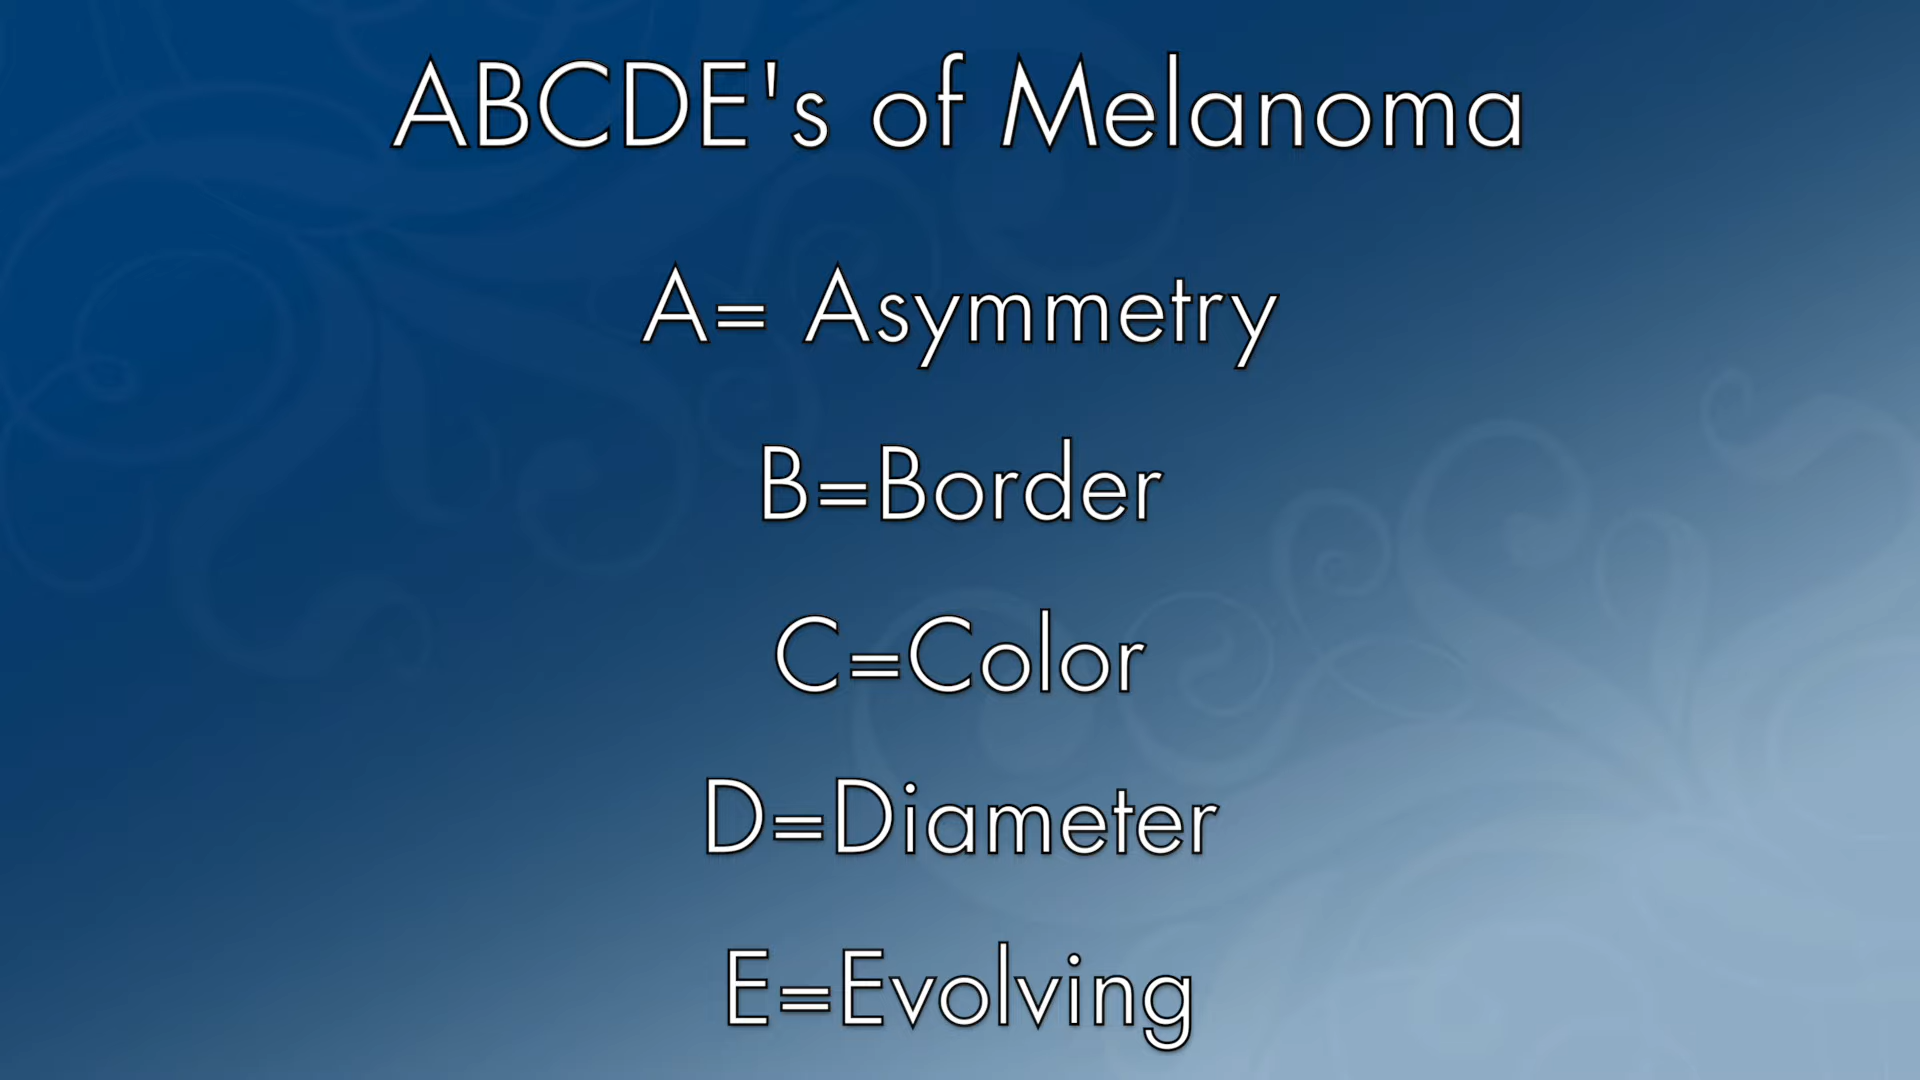 ABCDE's of Melanoma
A= Asymmetry
B=Border
C=Color
D=Diameter
E=Evolving